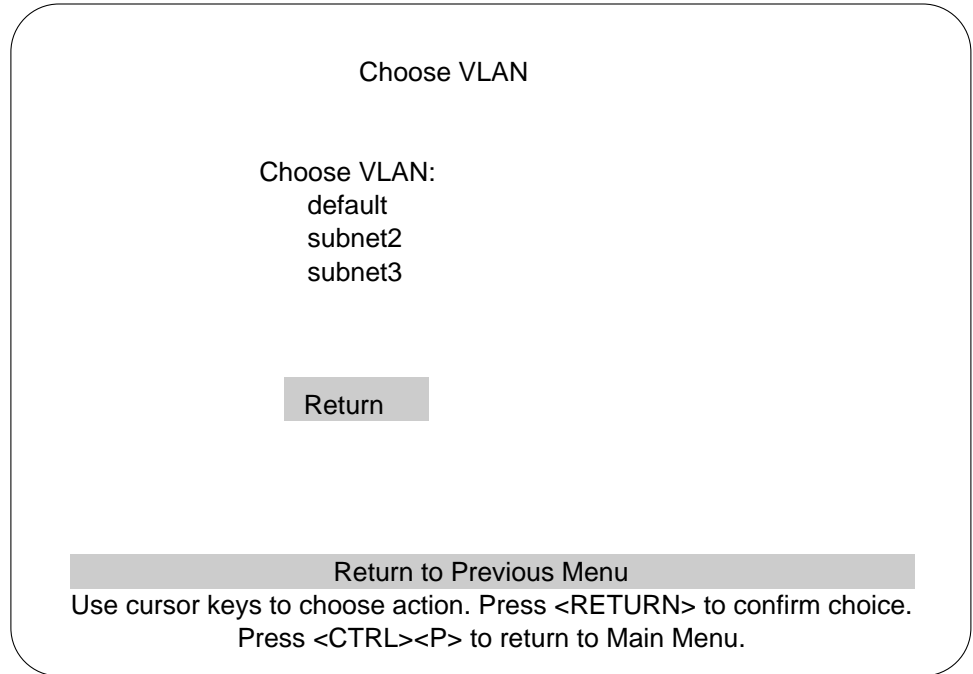 Choose VLAN
Choose VLAN:
default
subnet2
subnet3
Return
Return to Previous Menu
Use cursor keys to choose action. Press <RETURN> to confirm choice.
Press <CTRL><P> to return to Main Menu.